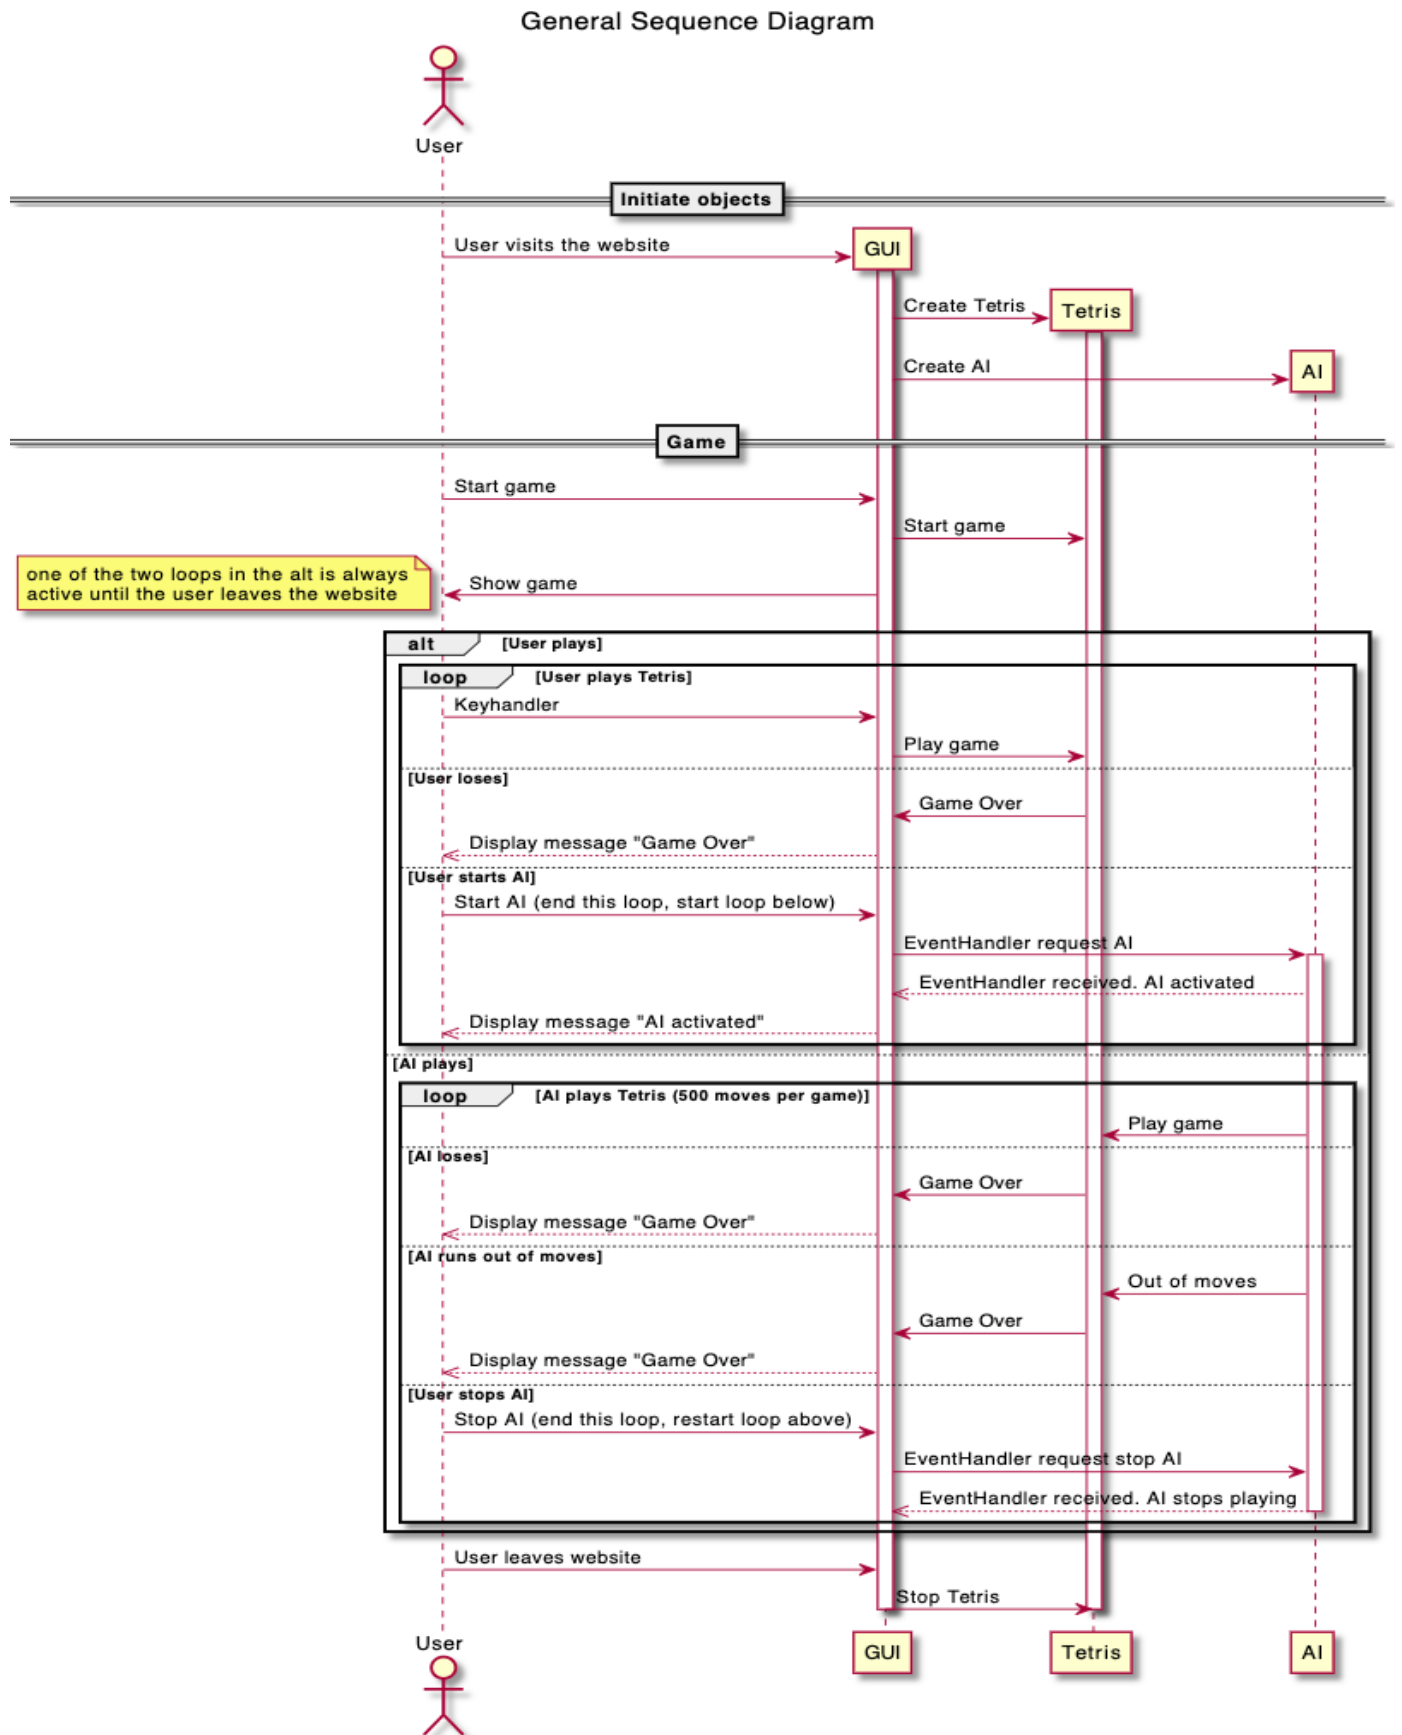 General Sequence Diagram
User
Initiate objects
User visits the website
GUI
Create Tetris
Tetris
Create AI
AI
Game
Start game
Start game
one of the two loops in the alt is always
active until the user leaves the website
Show game
alt [User plays]
loop [User plays Tetris]
Keyhandler
Play game
[User loses]
Game Over
Display message "Game Over"
[User starts AI]
Start AI (end this loop, start loop below)
EventHandler request AI
EventHandler received. AI activated
Display message "AI activated"
[AI plays]
loop [AI plays Tetris (500 moves per game)]
Play game
[AI loses]
Game Over
Display message "Game Over"
[AI runs out of moves]
Out of moves
Game Over
Display message "Game Over"
[User stops AI]
Stop AI (end this loop, restart loop above)
EventHandler request stop AI
EventHandler received. AI stops playing
User leaves website
Stop Tetris
User GUI Tetris AI